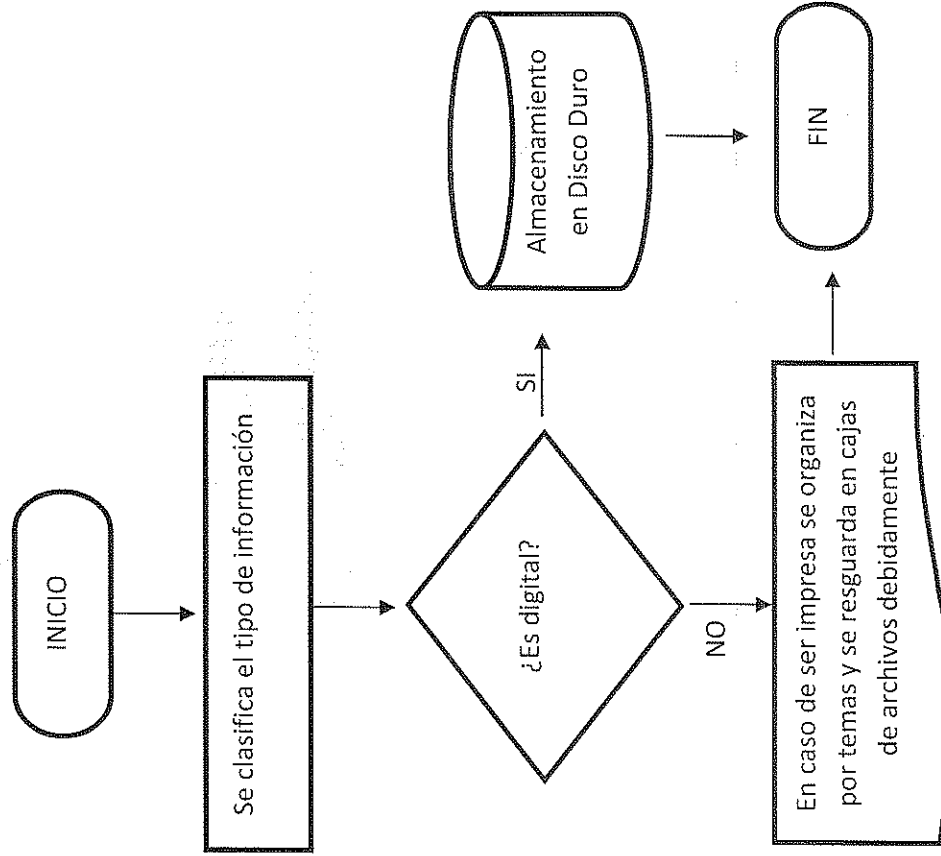 INICIO
Se clasifica el tipo de información
¿Es digital?
SI
Almacenamiento
en Disco Duro
NO
En caso de ser impresa se organiza
por temas y se resguarda en cajas
de archivos debidamente
FIN